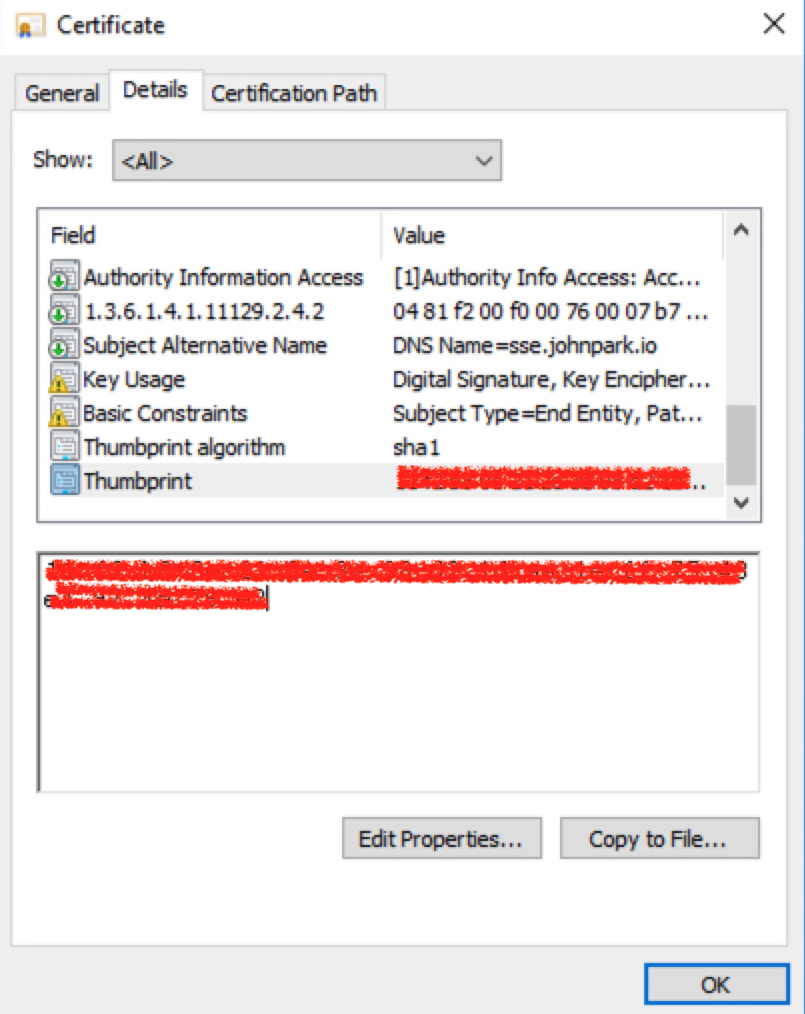 Certificate
General Details Certification Path
Show: <All>
Field Value
Authority Information Access [1]Authority Info Access: Acc...
1.3.6.1.4.1.11129.2.4.2 04 81 f2 00 f0 00 76 00 07 b7 ...
Subject Alternative Name DNS Name=sse.johnpark.io
Key Usage Digital Signature, Key Encipher...
Basic Constraints Subject Type=End Entity, Pat...
Thumbprint algorithm sha1
Thumbprint
Edit Properties... Copy to File...
OK